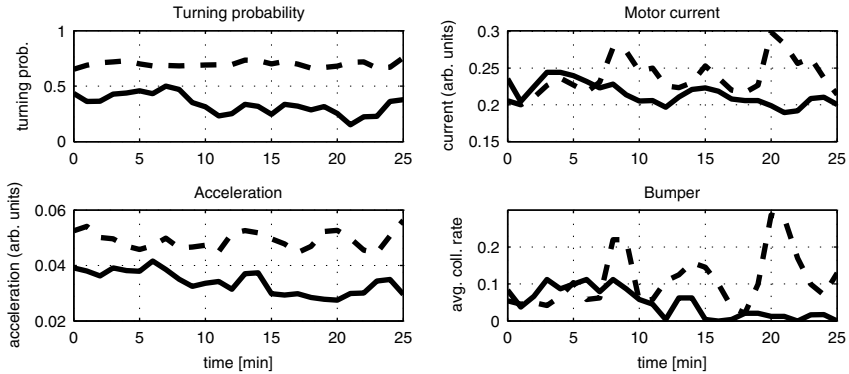 Turning probability
turning prob.
1
0.5
0
0 5 10 15 20 25
Motor current
current (arb. units)
0.3
0.25
0.2
0.15
0 5 10 15 20 25
Acceleration
acceleration (arb. units)
0.06
0.04
0.02
0 5 10 15 20 25
time [min]
Bumper
avg. coll. rate
0.2
0.1
0
0 5 10 15 20 25
time [min]